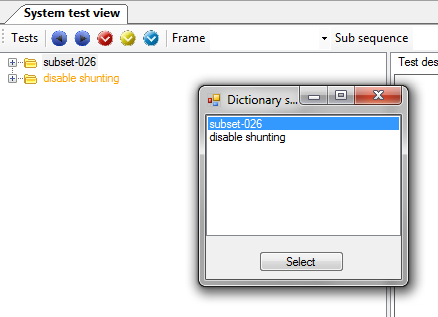 System test view
Tests Frame Sub sequence
subset-026 Test des
disable shunting
Dictionary s...
subset-026
disable shunting
Select